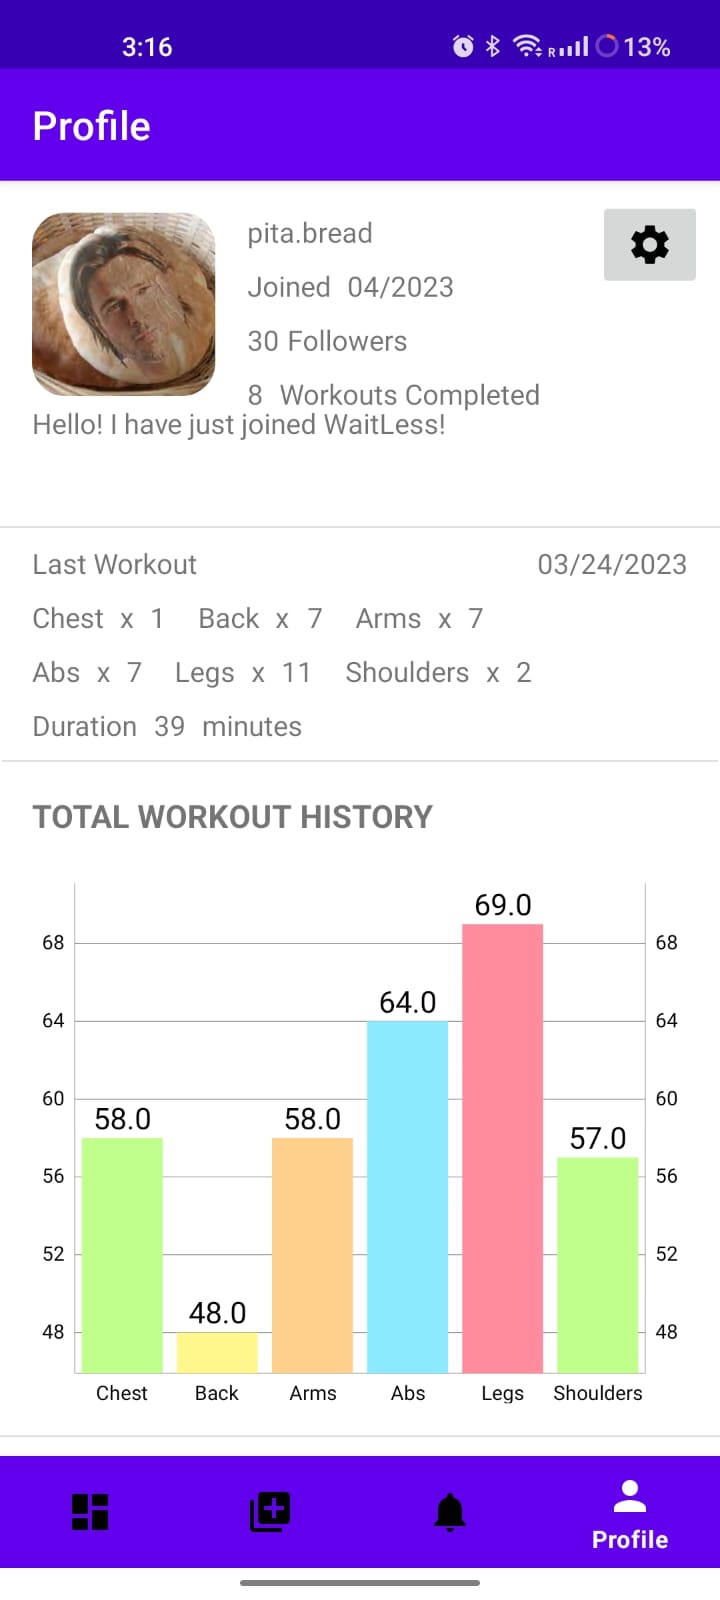 3:16
R
13%
Profile
pita.bread
Joined 04/2023
30 Followers
8 Workouts Completed
Hello! I have just joined WaitLess!
Last Workout 03/24/2023
Chest x 1 Back x 7 Arms x 7
Abs x 7 Legs x 11 Shoulders x 2
Duration 39 minutes
TOTAL WORKOUT HISTORY
69.0
68 68
64.0
64 64
60 60
58.0 58.0
57.0
56 56
52 52
48.0
48 48
Chest Back Arms Abs Legs Shoulders
Profile